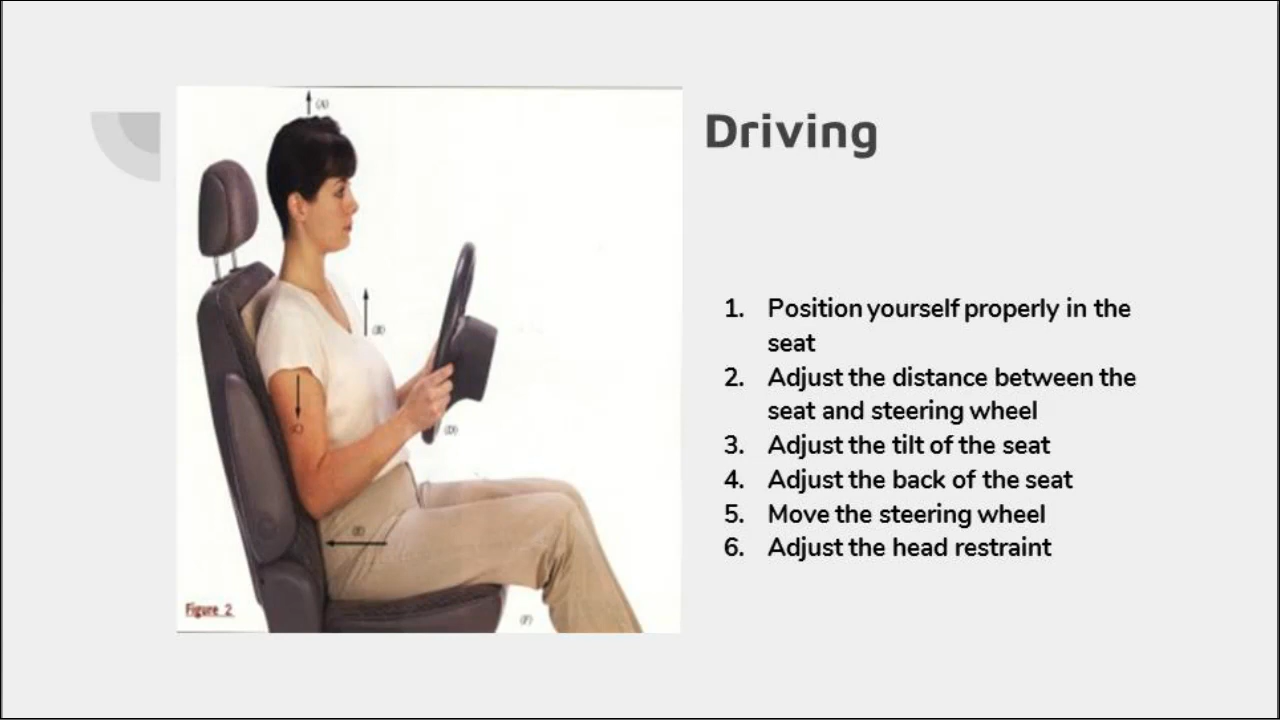 Driving
(A)
(B)
(C)
(D)
(E)
(F)
Figure 2
1. Position yourself properly in the
seat
2. Adjust the distance between the
seat and steering wheel
3. Adjust the tilt of the seat
4. Adjust the back of the seat
5. Move the steering wheel
6. Adjust the head restraint